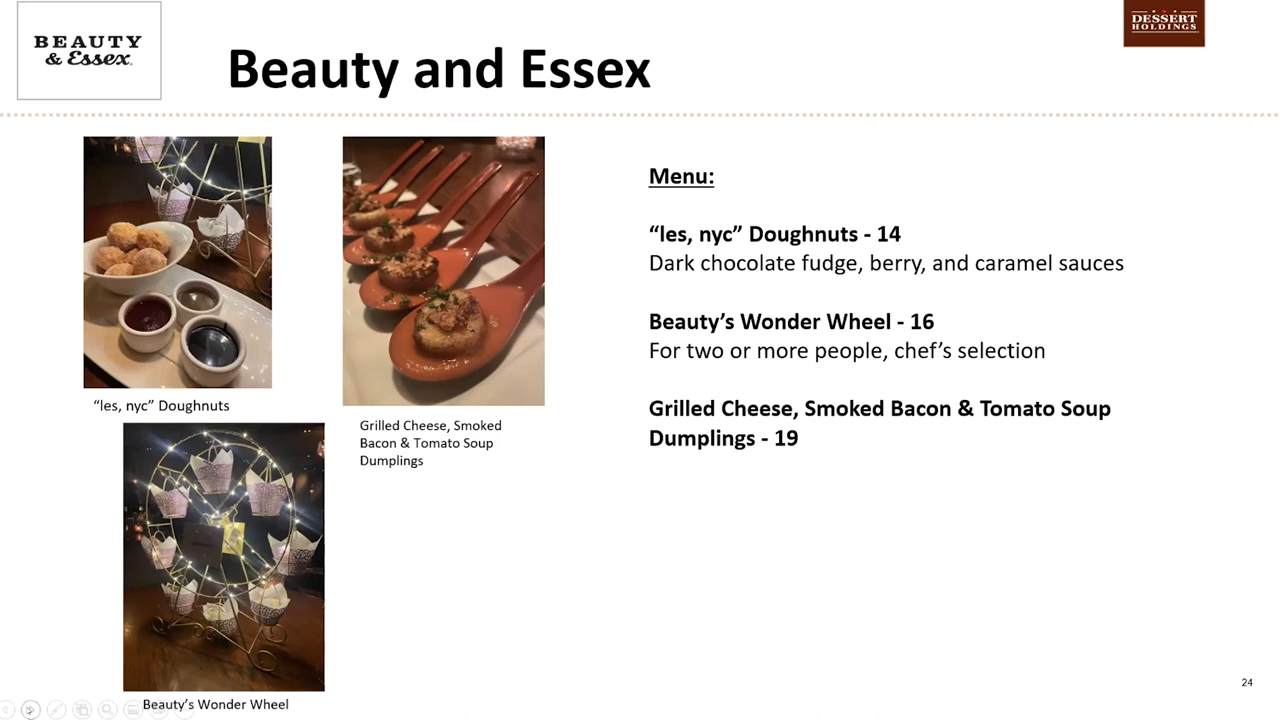 BEAUTY
& Essex
Beauty and Essex
DESSERT
HOLDINGS
Menu:
“les, nyc” Doughnuts - 14
Dark chocolate fudge, berry, and caramel sauces
Beauty’s Wonder Wheel - 16
For two or more people, chef’s selection
Grilled Cheese, Smoked Bacon & Tomato Soup
Dumplings - 19
“les, nyc” Doughnuts
Grilled Cheese, Smoked
Bacon & Tomato Soup
Dumplings
Beauty’s Wonder Wheel
24